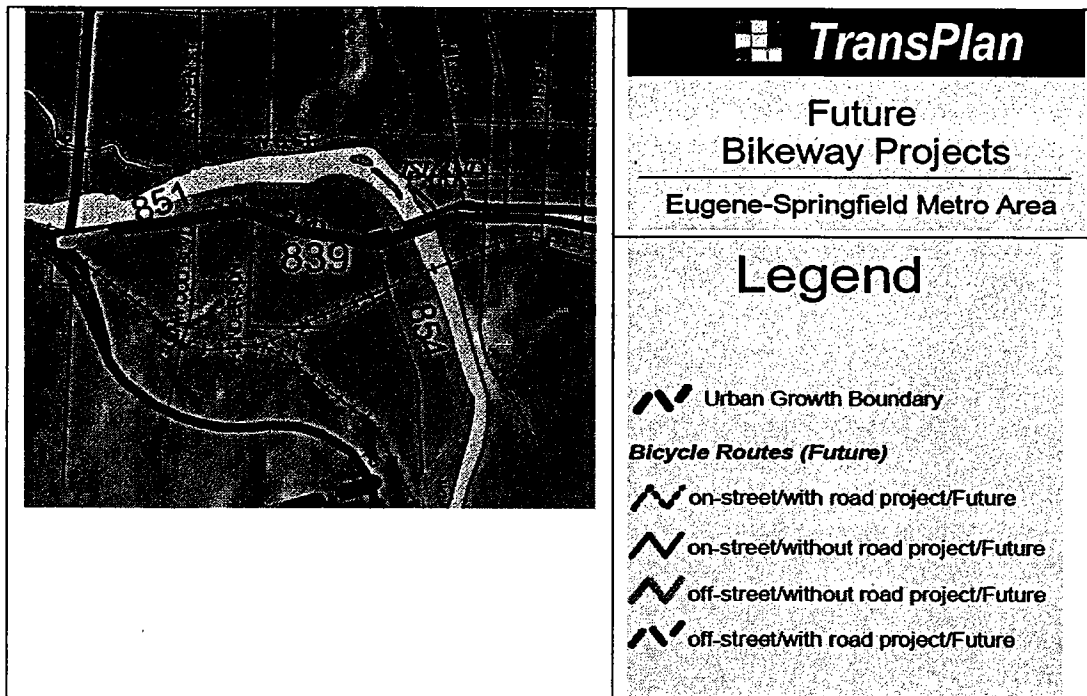 851
839
854
TransPlan
Future
Bikeway Projects
Eugene-Springfield Metro Area
Legend
Urban Growth Boundary
Bicycle Routes (Future)
on-street/with road project/Future
on-street/without road project/Future
off-street/without road project/Future
off-street/with road project/Future